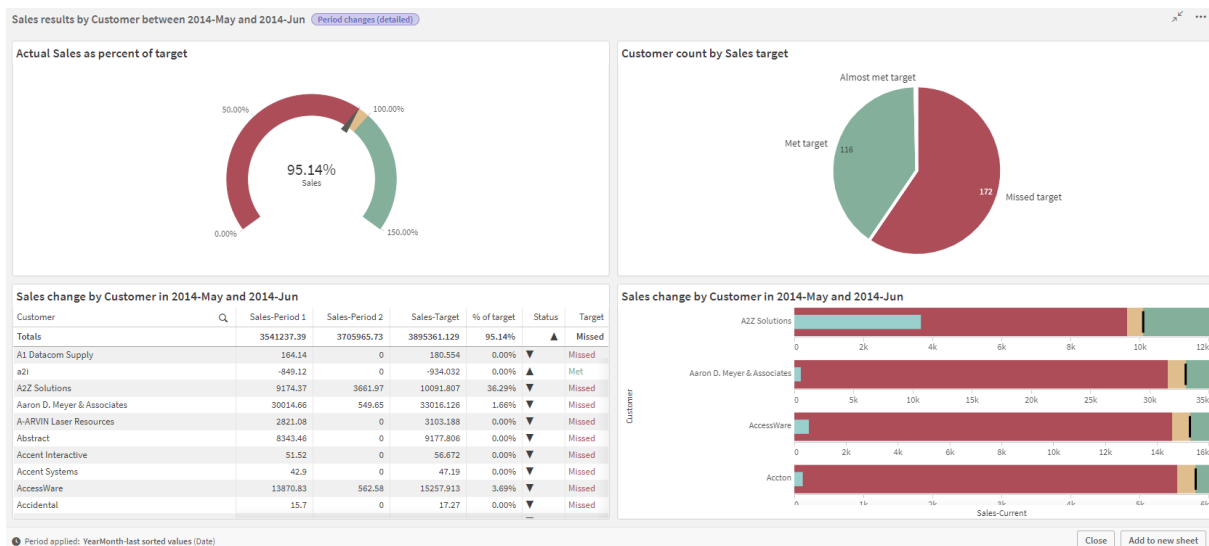 Sales results by Customer between 2014-May and 2014-Jun Period changes (detailed)
Actual Sales as percent of target
50.00%
100.00%
95.14%
Sales
0.00%
150.00%
Customer count by Sales target
Almost met target
Met target
116
172
Missed target
Sales change by Customer in 2014-May and 2014-Jun
Customer Sales-Period 1 Sales-Period 2 Sales-Target % of target Status Target
Totals 3541237.39 3705965.73 3895361.129 95.14% ▲ Missed
A1 Datacom Supply 164.14 0 180.554 0.00% ▼ Missed
a2i -849.12 0 -934.032 0.00% ▲ Met
A2Z Solutions 9174.37 3661.97 10091.807 36.29% ▼ Missed
Aaron D. Meyer & Associates 30014.66 549.65 33016.126 1.66% ▼ Missed
A-ARVIN Laser Resources 2821.08 0 3103.188 0.00% ▼ Missed
Abstract 8343.46 0 9177.806 0.00% ▼ Missed
Accent Interactive 51.52 0 56.672 0.00% ▼ Missed
Accent Systems 42.9 0 47.19 0.00% ▼ Missed
AccessWare 13870.83 562.58 15257.913 3.69% ▼ Missed
Accidental 15.7 0 17.27 0.00% ▼ Missed
Sales change by Customer in 2014-May and 2014-Jun
Customer
A2Z Solutions
0 2k 4k 6k 8k 10k 12k
Aaron D. Meyer & Associates
0 5k 10k 15k 20k 25k 30k 35k
AccessWare
0 2k 4k 6k 8k 10k 12k 14k 16k
Accton
0 1k 2k 3k 4k 5k 6k
Sales-Current
Period applied: YearMonth-last sorted values (Date)
Close
Add to new sheet